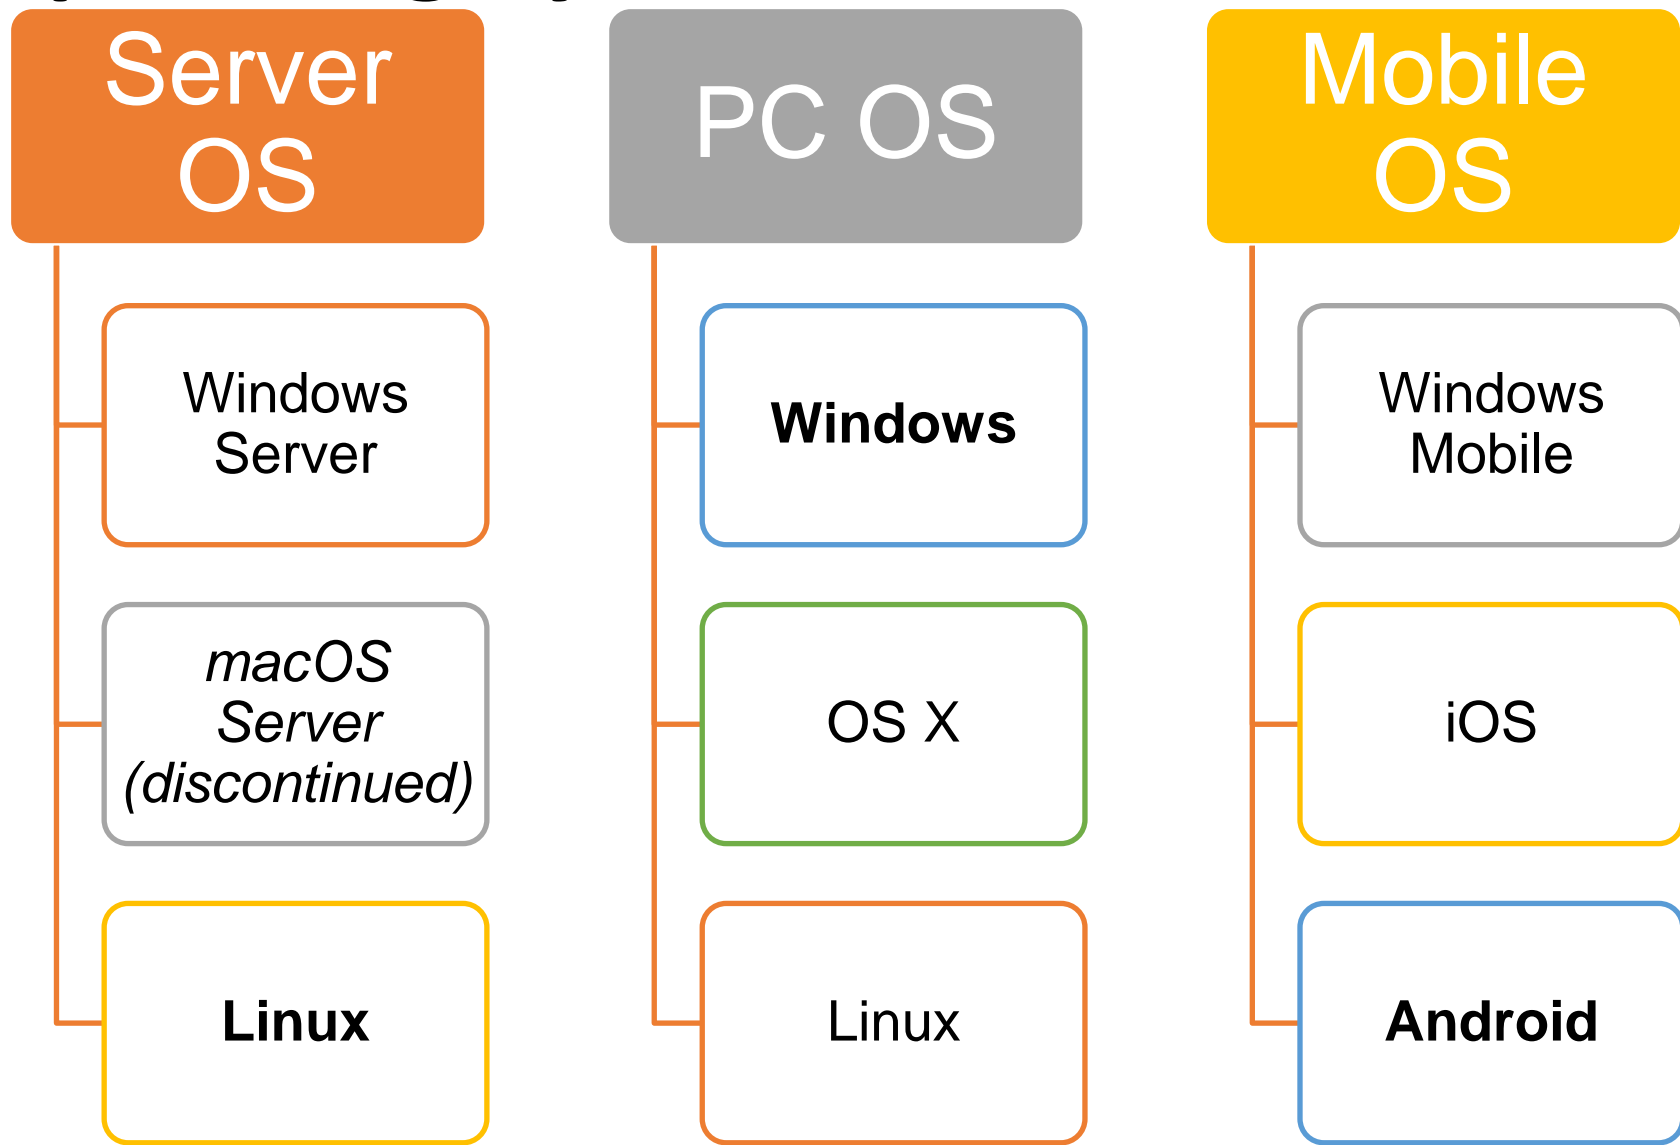 Server
OS
Windows
Server
macOS
Server
(discontinued)
Linux
PC OS
Windows
OS X
Linux
Mobile
OS
Windows
Mobile
iOS
Android